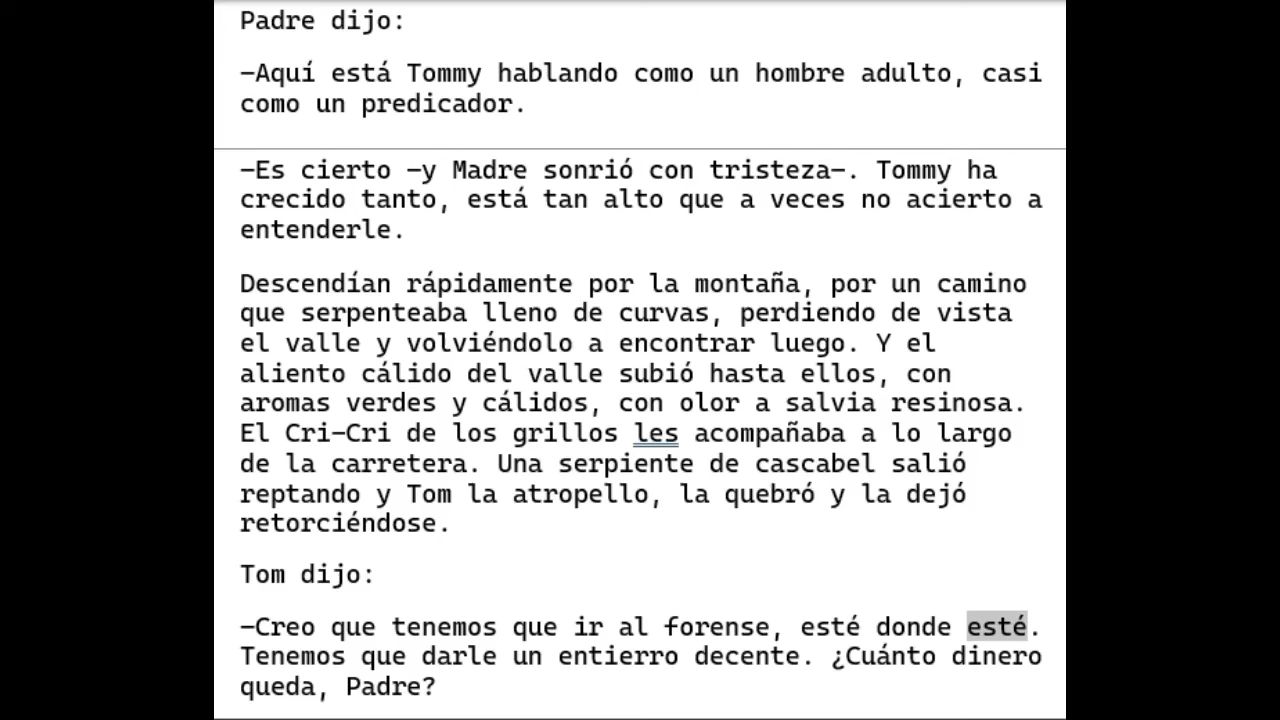 Padre dijo:
—Aquí está Tommy hablando como un hombre adulto, casi
como un predicador.
—Es cierto —y Madre sonrió con tristeza—. Tommy ha
crecido tanto, está tan alto que a veces no acierto a
entenderle.
Descendían rápidamente por la montaña, por un camino
que serpenteaba lleno de curvas, perdiendo de vista
el valle y volviéndolo a encontrar luego. Y el
aliento cálido del valle subió hasta ellos, con
aromas verdes y cálidos, con olor a salvia resinosa.
El Cri-Cri de los grillos les acompañaba a lo largo
de la carretera. Una serpiente de cascabel salió
reptando y Tom la atropello, la quebró y la dejó
retorciéndose.
Tom dijo:
—Creo que tenemos que ir al forense, esté donde esté.
Tenemos que darle un entierro decente. ¿Cuánto dinero
queda, Padre?